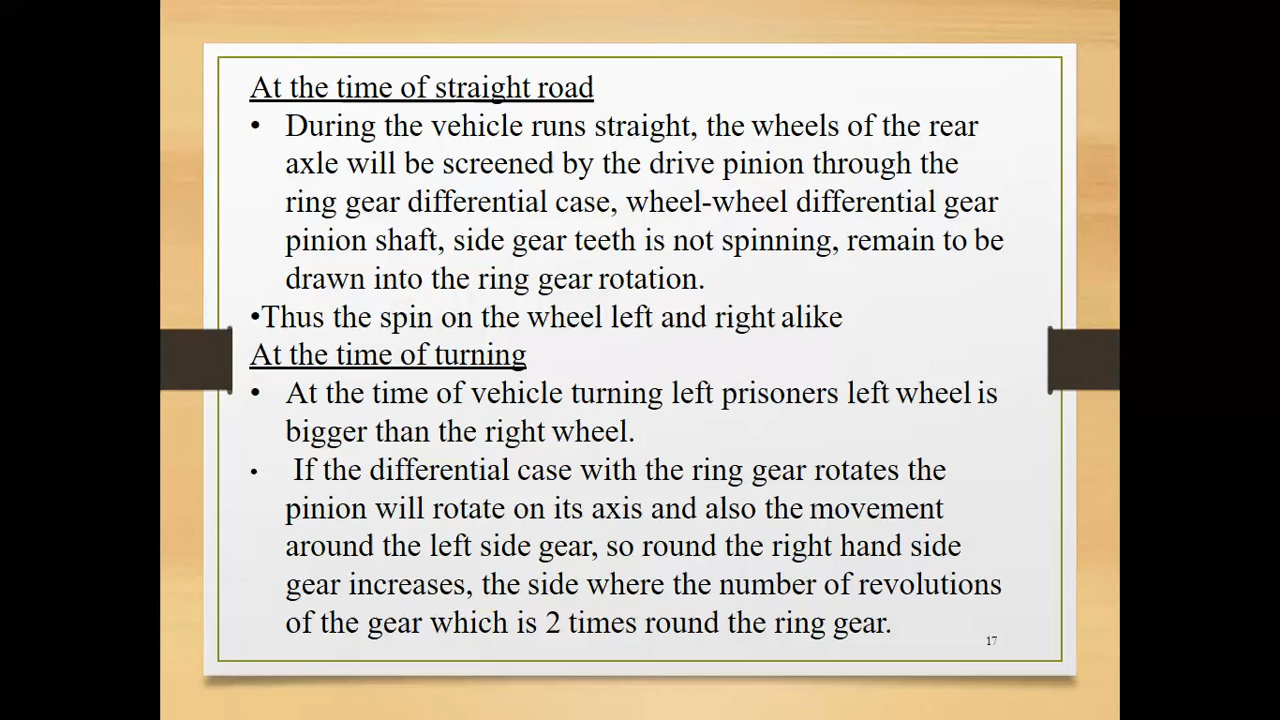 At the time of straight road
• During the vehicle runs straight, the wheels of the rear
axle will be screened by the drive pinion through the
ring gear differential case, wheel-wheel differential gear
pinion shaft, side gear teeth is not spinning, remain to be
drawn into the ring gear rotation.
•Thus the spin on the wheel left and right alike
At the time of turning
• At the time of vehicle turning left prisoners left wheel is
bigger than the right wheel.
• If the differential case with the ring gear rotates the
pinion will rotate on its axis and also the movement
around the left side gear, so round the right hand side
gear increases, the side where the number of revolutions
of the gear which is 2 times round the ring gear.
17